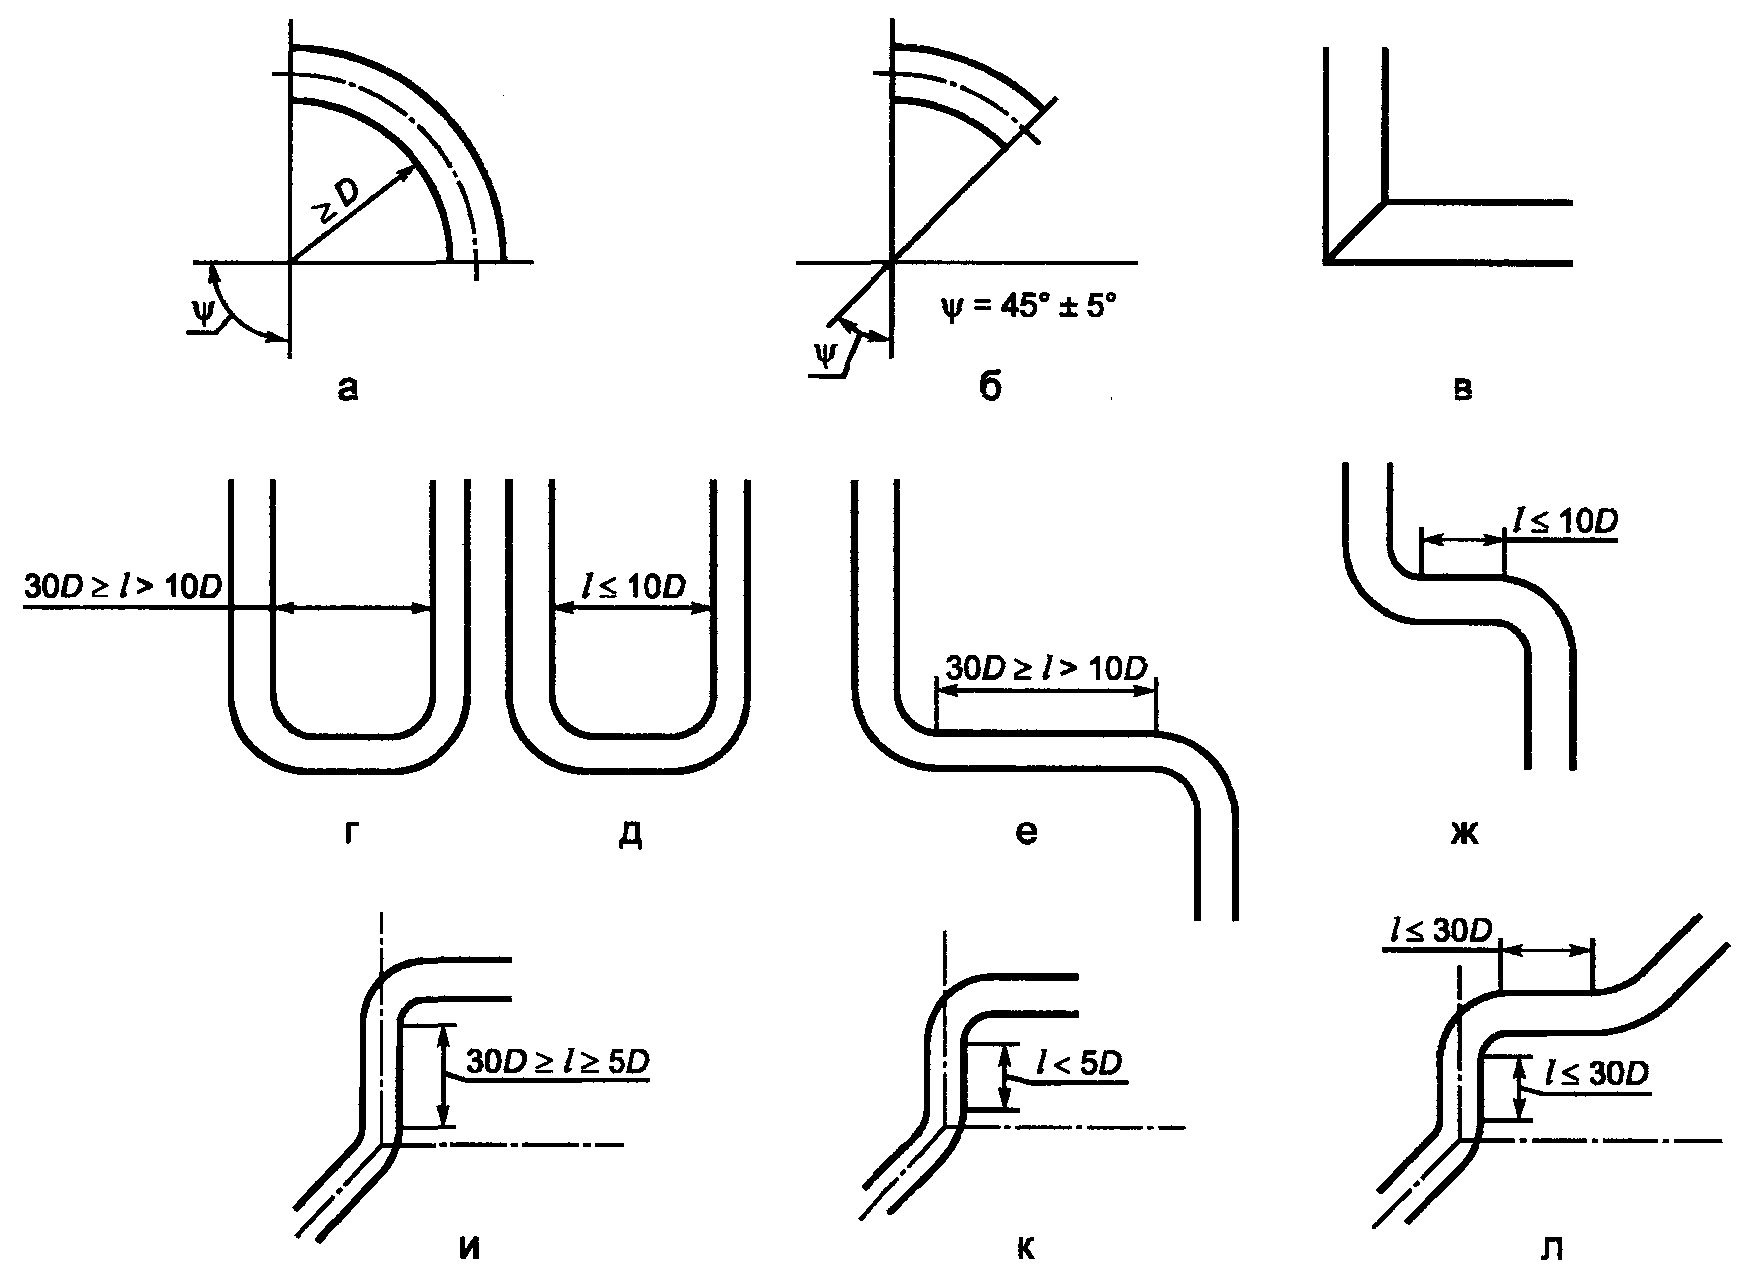 ≥ D
ψ
а
ψ = 45° ± 5°
ψ
б
в
30D ≥ l > 10D
г
l ≤ 10D
д
30D ≥ l > 10D
е
l ≤ 10D
ж
30D ≥ l ≥ 5D
и
l < 5D
к
l ≤ 30D
l ≤ 30D
л